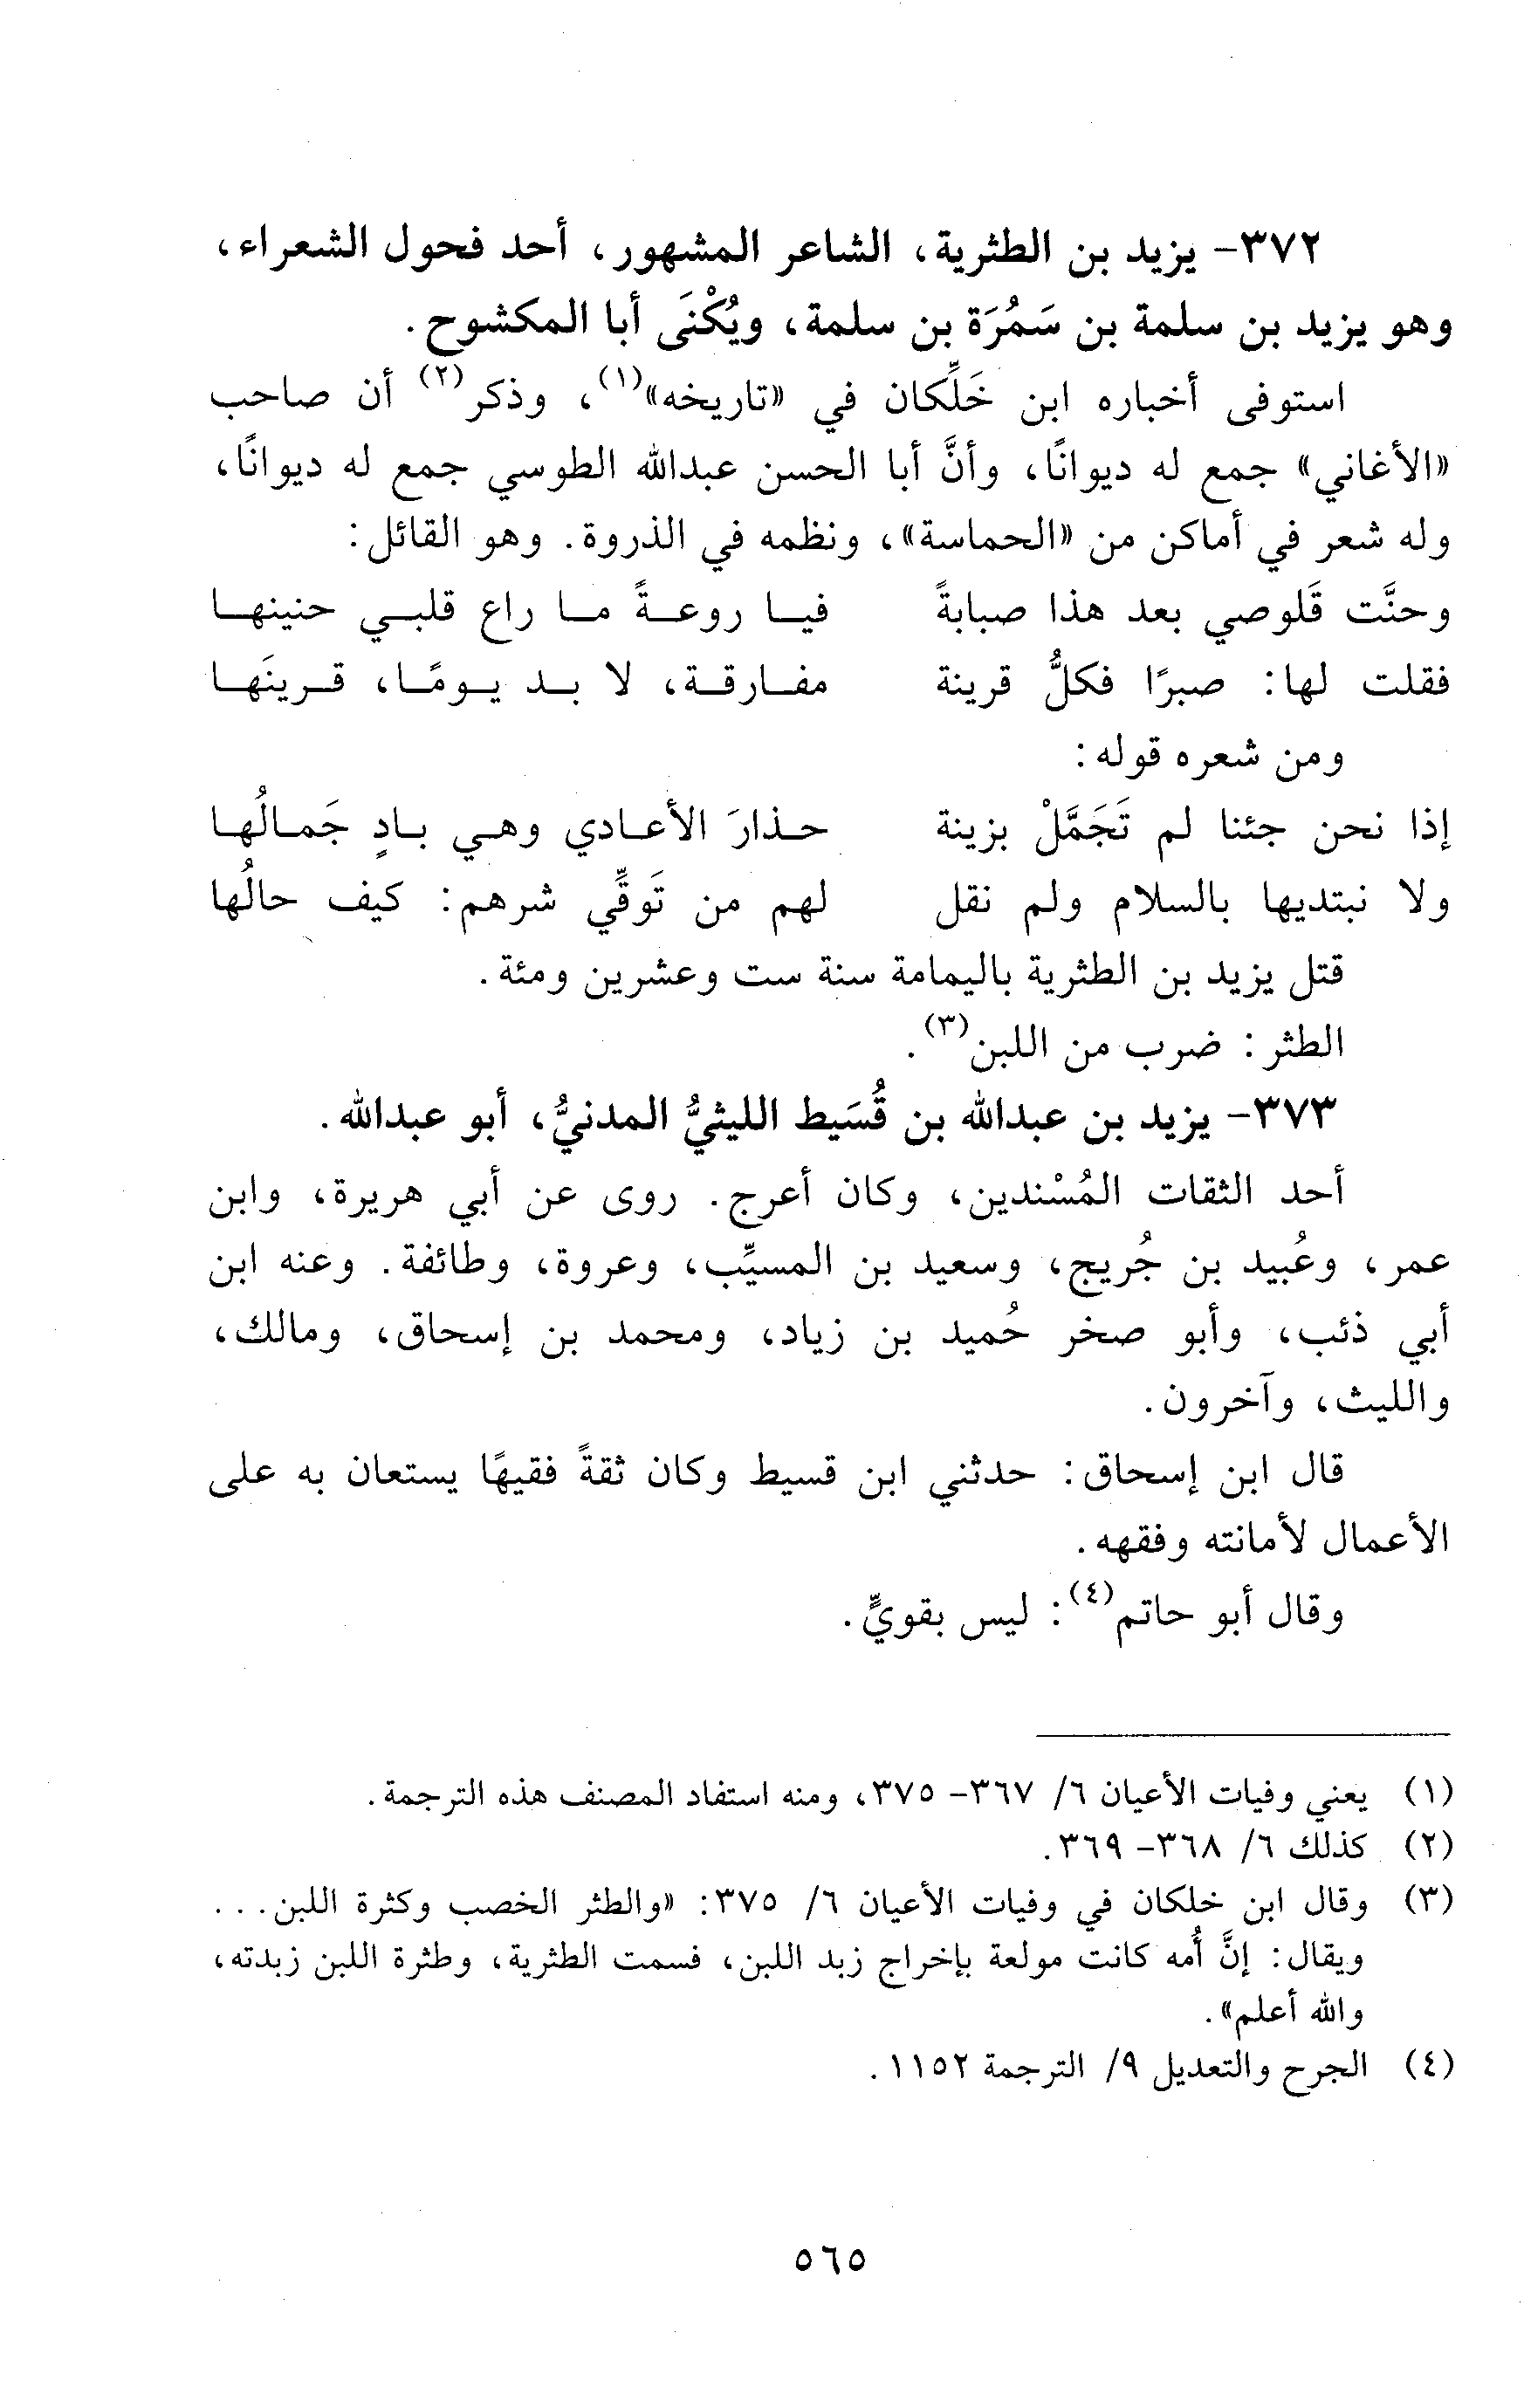 ٣٧٢- يزيد بن الطثرية، الشاعر المشهور، أحد فحول الشعراء،
وهو يزيد بن سلمة بن سَمُرَة بن سلمة، ويُكْنَى أبا المكشوح.
استوفى أخباره ابن خَلِّكان في «تاريخه»(١)، وذكر(٢) أن صاحب
«الأغاني» جمع له ديوانًا، وأنَّ أبا الحسن عبدالله الطوسي جمع له ديوانًا،
وله شعر في أماكن من «الحماسة»، ونظمه في الذروة. وهو القائل:
وحنَّت قَلوصي بعد هذا صبابةً فيا روعةً ما راع قلبي حنينها
فقلت لها: صبرًا فكلُّ قرينة مفارقة، لا بد يومًا، قرينَها
ومن شعره قوله:
إذا نحن جئنا لم تَجَمَّلْ بزينة حذارَ الأعادي وهي بادٍ جَمالُها
ولا نبتديها بالسلام ولم نقل لهم من تَوقِّي شرهم: كيف حالُها
قتل يزيد بن الطثرية باليمامة سنة ست وعشرين ومئة.
الطثر: ضرب من اللبن(٣).
٣٧٣- يزيد بن عبدالله بن قُسَيط الليثيُّ المدنيُّ، أبو عبدالله.
أحد الثقات المُسْندين، وكان أعرج. روى عن أبي هريرة، وابن
عمر، وعُبيد بن جُريج، وسعيد بن المسيِّب، وعروة، وطائفة. وعنه ابن
أبي ذئب، وأبو صخر حُميد بن زياد، ومحمد بن إسحاق، ومالك،
والليث، وآخرون.
قال ابن إسحاق: حدثني ابن قسيط وكان ثقةً فقيهًا يستعان به على
الأعمال لأمانته وفقهه.
وقال أبو حاتم(٤): ليس بقويٍّ.
(١) يعني وفيات الأعيان ٦/ ٣٦٧- ٣٧٥، ومنه استفاد المصنف هذه الترجمة.
(٢) كذلك ٦/ ٣٦٨- ٣٦٩.
(٣) وقال ابن خلكان في وفيات الأعيان ٦/ ٣٧٥: «والطثر الخصب وكثرة اللبن...
ويقال: إنَّ أُمه كانت مولعة بإخراج زبد اللبن، فسمت الطثرية، وطثرة اللبن زبدته،
والله أعلم».
(٤) الجرح والتعديل ٩/ الترجمة ١١٥٢.
٥٦٥